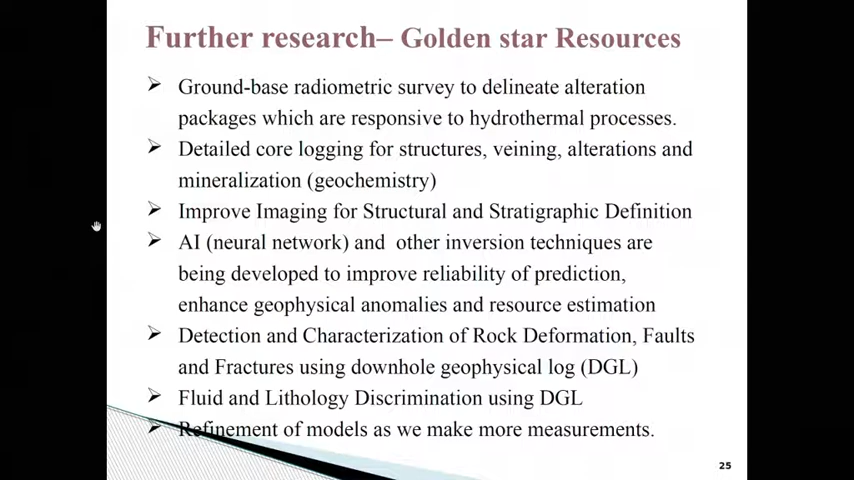 Further research– Golden star Resources
➢ Ground-base radiometric survey to delineate alteration
packages which are responsive to hydrothermal processes.
➢ Detailed core logging for structures, veining, alterations and
mineralization (geochemistry)
➢ Improve Imaging for Structural and Stratigraphic Definition
➢ AI (neural network) and other inversion techniques are
being developed to improve reliability of prediction,
enhance geophysical anomalies and resource estimation
➢ Detection and Characterization of Rock Deformation, Faults
and Fractures using downhole geophysical log (DGL)
➢ Fluid and Lithology Discrimination using DGL
➢ Refinement of models as we make more measurements.
25